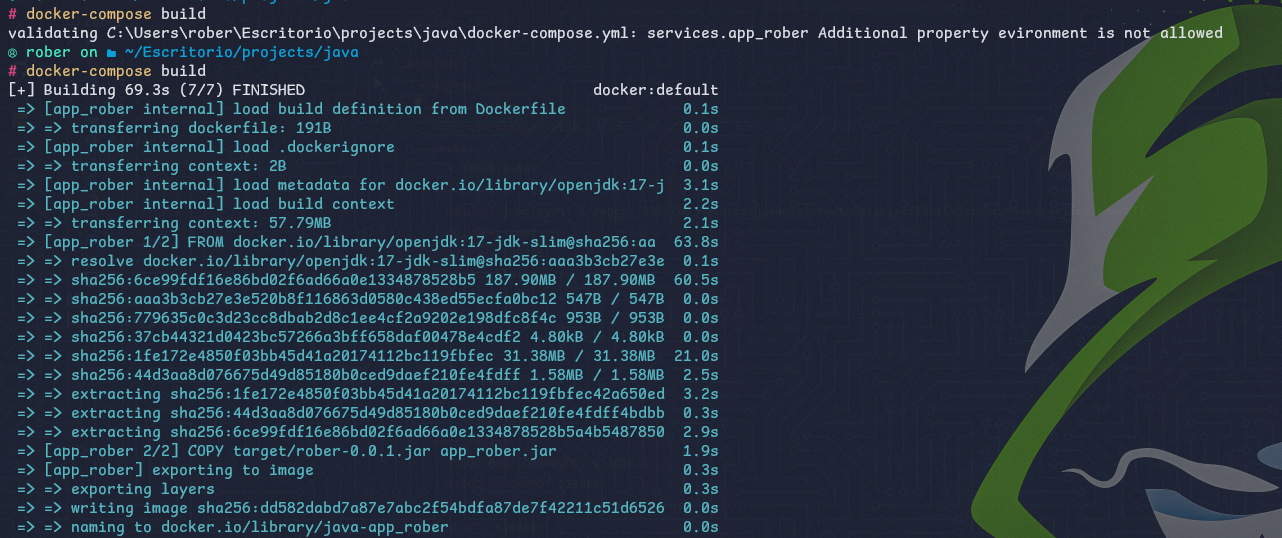 # docker-compose build
validating C:\Users\rober\Escritorio\projects\java\docker-compose.yml: services.app_rober Additional property evironment is not allowed
rober on ~/Escritorio/projects/java
# docker-compose build
[+] Building 69.3s (7/7) FINISHED docker:default
=> [app_rober internal] load build definition from Dockerfile 0.1s
=> => transferring dockerfile: 191B 0.0s
=> [app_rober internal] load .dockerignore 0.1s
=> => transferring context: 2B 0.0s
=> [app_rober internal] load metadata for docker.io/library/openjdk:17-j 3.1s
=> [app_rober internal] load build context 2.2s
=> => transferring context: 57.79MB 2.1s
=> [app_rober 1/2] FROM docker.io/library/openjdk:17-jdk-slim@sha256:aa 63.8s
=> => resolve docker.io/library/openjdk:17-jdk-slim@sha256:aaa3b3cb27e3e 0.1s
=> => sha256:6ce99fdf16e86bd02f6ad66a0e1334878528b5 187.90MB / 187.90MB 60.5s
=> => sha256:aaa3b3cb27e3e520b8f116863d0580c438ed55ecfa0bc12 547B / 547B 0.0s
=> => sha256:779635c0c3d23cc8dbab2d8c1ee4cf2a9202e198dfc8f4c 953B / 953B 0.0s
=> => sha256:37cb44321d0423bc57266a3bff658daf00478e4cdf2 4.80kB / 4.80kB 0.0s
=> => sha256:1fe172e4850f03bb45d41a20174112bc119fbfec 31.38MB / 31.38MB 21.0s
=> => sha256:44d3aa8d076675d49d85180b0ced9daef210fe4fdff 1.58MB / 1.58MB 2.5s
=> => extracting sha256:1fe172e4850f03bb45d41a20174112bc119fbfec42a650ed 3.2s
=> => extracting sha256:44d3aa8d076675d49d85180b0ced9daef210fe4fdff4bdbb 0.3s
=> => extracting sha256:6ce99fdf16e86bd02f6ad66a0e1334878528b5a4b5487850 2.9s
=> [app_rober 2/2] COPY target/rober-0.0.1.jar app_rober.jar 1.9s
=> [app_rober] exporting to image 0.3s
=> => exporting layers 0.3s
=> => writing image sha256:dd582dabd7a87e7abc2f54bdfa87de7f42211c51d6526 0.0s
=> => naming to docker.io/library/java-app_rober 0.0s